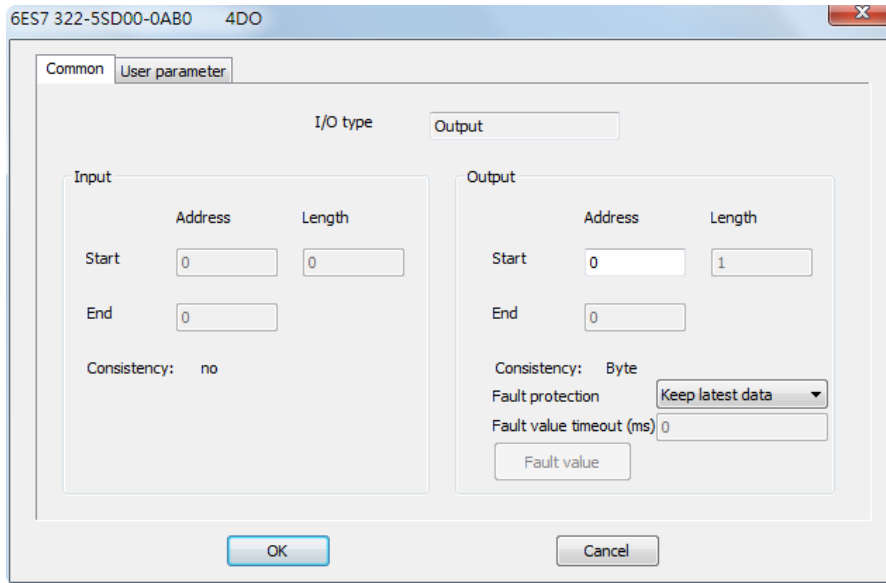 6ES7 322-5SD00-0AB0 4DO
X
Common User parameter
I/O type Output
Input
Address Length
Start 0 0
End 0
Consistency: no
Output
Address Length
Start 0 1
End 0
Consistency: Byte
Fault protection Keep latest data
Fault value timeout (ms) 0
Fault value
OK Cancel